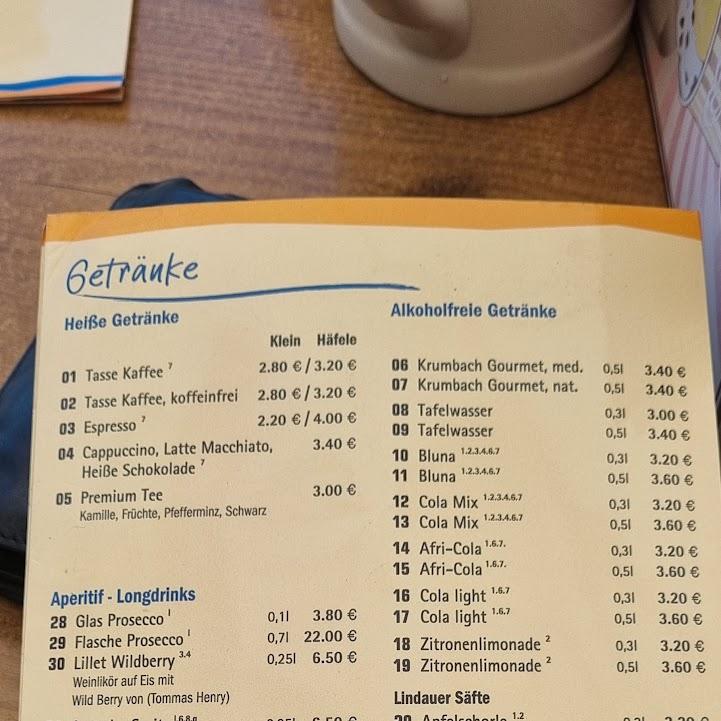 Getränke
Heiße Getränke
Klein Häfele
01 Tasse Kaffee 7 2.80 € / 3.20 €
02 Tasse Kaffee, koffeinfrei 2.80 € / 3.20 €
03 Espresso 7 2.20 € / 4.00 €
04 Cappuccino, Latte Macchiato, 3.40 €
Heiße Schokolade 7
05 Premium Tee 3.00 €
Kamille, Früchte, Pfefferminz, Schwarz
Aperitif - Longdrinks
28 Glas Prosecco l 0,1l 3.80 €
29 Flasche Prosecco l 0,7l 22.00 €
30 Lillet Wildberry 3.4 0,25l 6.50 €
Weinlikör auf Eis mit
Wild Berry von (Tommas Henry)
Alkoholfreie Getränke
06 Krumbach Gourmet, med. 0,5l 3.40 €
07 Krumbach Gourmet, nat. 0,5l 3.40 €
08 Tafelwasser 0,3l 3.00 €
09 Tafelwasser 0,5l 3.40 €
10 Bluna 1.2.3.4.6.7 0,3l 3.20 €
11 Bluna 1.2.3.4.6.7 0,5l 3.60 €
12 Cola Mix 1.2.3.4.6.7 0,3l 3.20 €
13 Cola Mix 1.2.3.4.6.7 0,5l 3.60 €
14 Afri-Cola 1.6.7. 0,3l 3.20 €
15 Afri-Cola 1.6.7. 0,5l 3.60 €
16 Cola light 1.6.7 0,3l 3.20 €
17 Cola light 1.6.7 0,5l 3.60 €
18 Zitronenlimonade 2 0,3l 3.20 €
19 Zitronenlimonade 2 0,5l 3.60 €
Lindauer Säfte
20 Apfelschorle 1.2